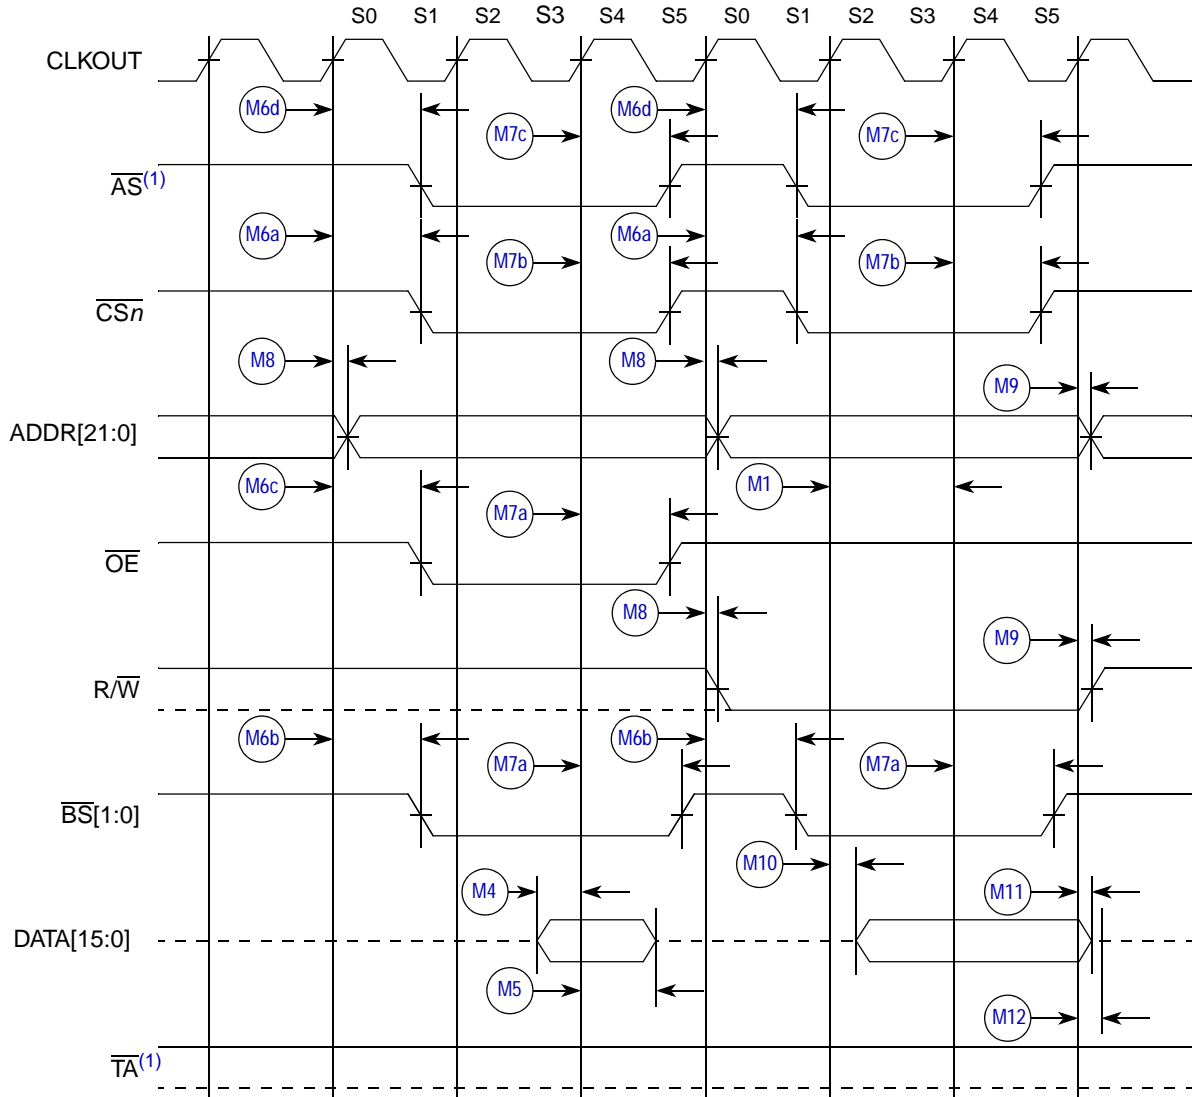 S0 S1 S2 S3 S4 S5 S0 S1 S2 S3 S4 S5
CLKOUT
M6d M6d
M7c M7c
AS(1)
M6a M6a
M7b M7b
CSn
M8 M8
M9
ADDR[21:0]
M6c M1
M7a
OE
M8
M9
R/W
M6b M6b
M7a M7a
BS[1:0]
M10
M4 M11
DATA[15:0]
M5
M12
TA(1)